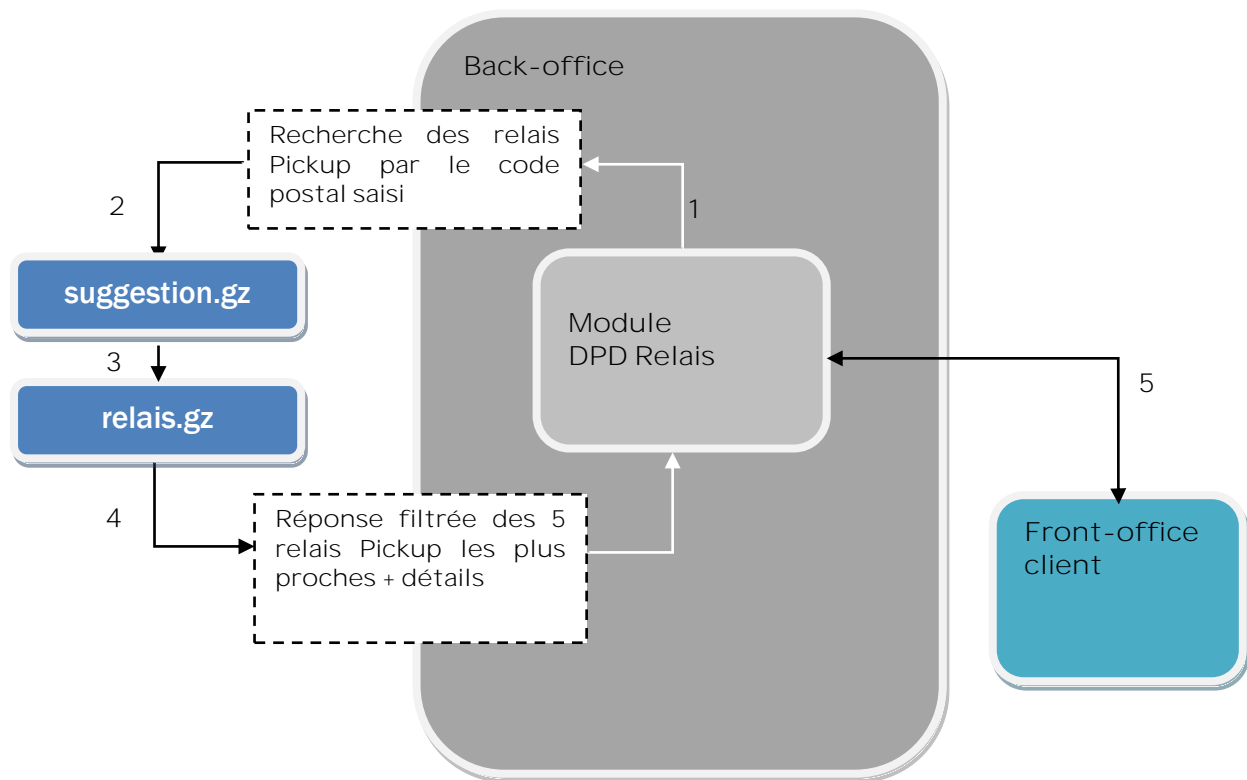 Back-office
Recherche des relais
Pickup par le code
postal saisi
2
1
suggestion.gz
Module
DPD Relais
3
5
relais.gz
4
Réponse filtrée des 5
relais Pickup les plus
proches + détails
Front-office
client